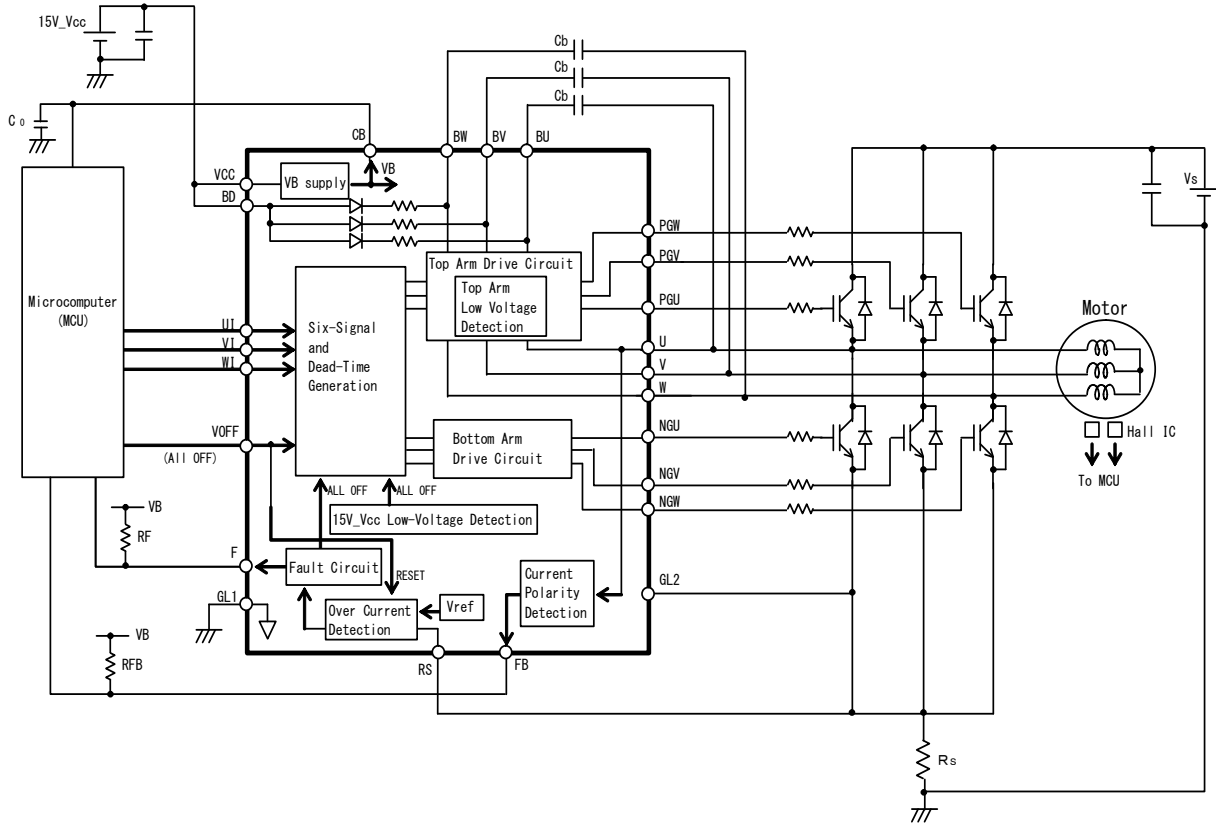 15V_Vcc
Cb
Cb
Cb
C0
CB
BW
BV
BU
VB
VCC
VB supply
BD
Vs
PGW
PGV
PGU
Top Arm Drive Circuit
Top Arm
Low Voltage
Detection
Microcomputer
(MCU)
UI
VI
WI
Six-Signal
and
Dead-Time
Generation
Motor
U
V
W
VOFF
(All OFF)
Bottom Arm
Drive Circuit
NGU
NGV
NGW
Hall IC
To MCU
ALL OFF
ALL OFF
15V_Vcc Low-Voltage Detection
VB
RF
F
Fault Circuit
RESET
Current
Polarity
Detection
GL2
GL1
Over Current
Detection
Vref
VB
RFB
RS
FB
Rs